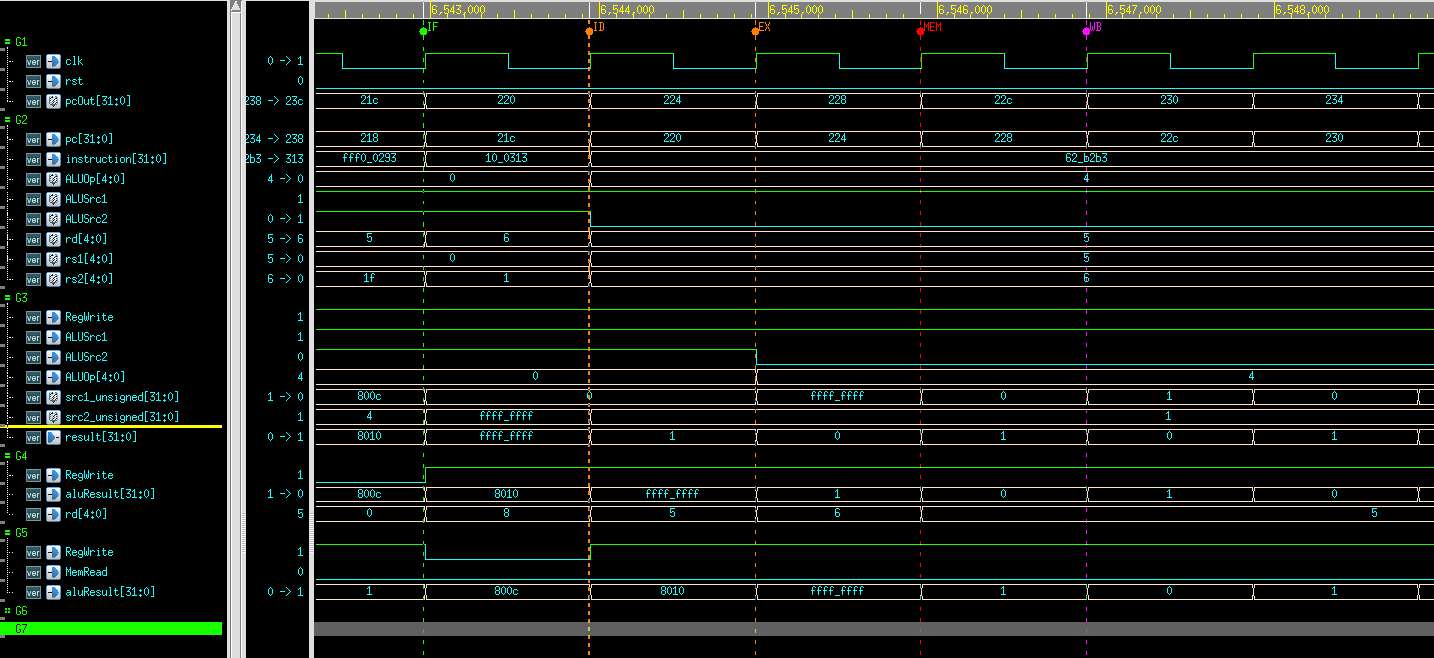 6,543,000 6,544,000 6,545,000 6,546,000 6,547,000 6,548,000
IF ID EX MEM WB
G1
ver clk 0 -> 1
ver rst 0
ver pcOut[31:0] 238 -> 23c 21c 220 224 228 22c 230 234
G2
ver pc[31:0] 234 -> 238 218 21c 220 224 228 22c 230
ver instruction[31:0] 2b3 -> 313 fff0_0293 10_0313 62_b2b3
ver ALUOp[4:0] 4 -> 0 0 4
ver ALUSrc1 1
ver ALUSrc2 0 -> 1
ver rd[4:0] 5 -> 6 5 6 5
ver rs1[4:0] 5 -> 0 0 5
ver rs2[4:0] 6 -> 0 1f 1 6
G3
ver RegWrite 1
ver ALUSrc1 1
ver ALUSrc2 0
ver ALUOp[4:0] 4 0 4
ver src1_unsigned[31:0] 1 -> 0 800c 0 ffff_ffff 0 1 0
ver src2_unsigned[31:0] 1 4 ffff_ffff 1
ver result[31:0] 0 -> 1 8010 ffff_ffff 1 0 1 0 1
G4
ver RegWrite 1
ver aluResult[31:0] 1 -> 0 800c 8010 ffff_ffff 1 0 1 0
ver rd[4:0] 5 0 8 5 6 5
G5
ver RegWrite 1
ver MemRead 0
ver aluResult[31:0] 0 -> 1 1 800c 8010 ffff_ffff 1 0 1
G6
G7